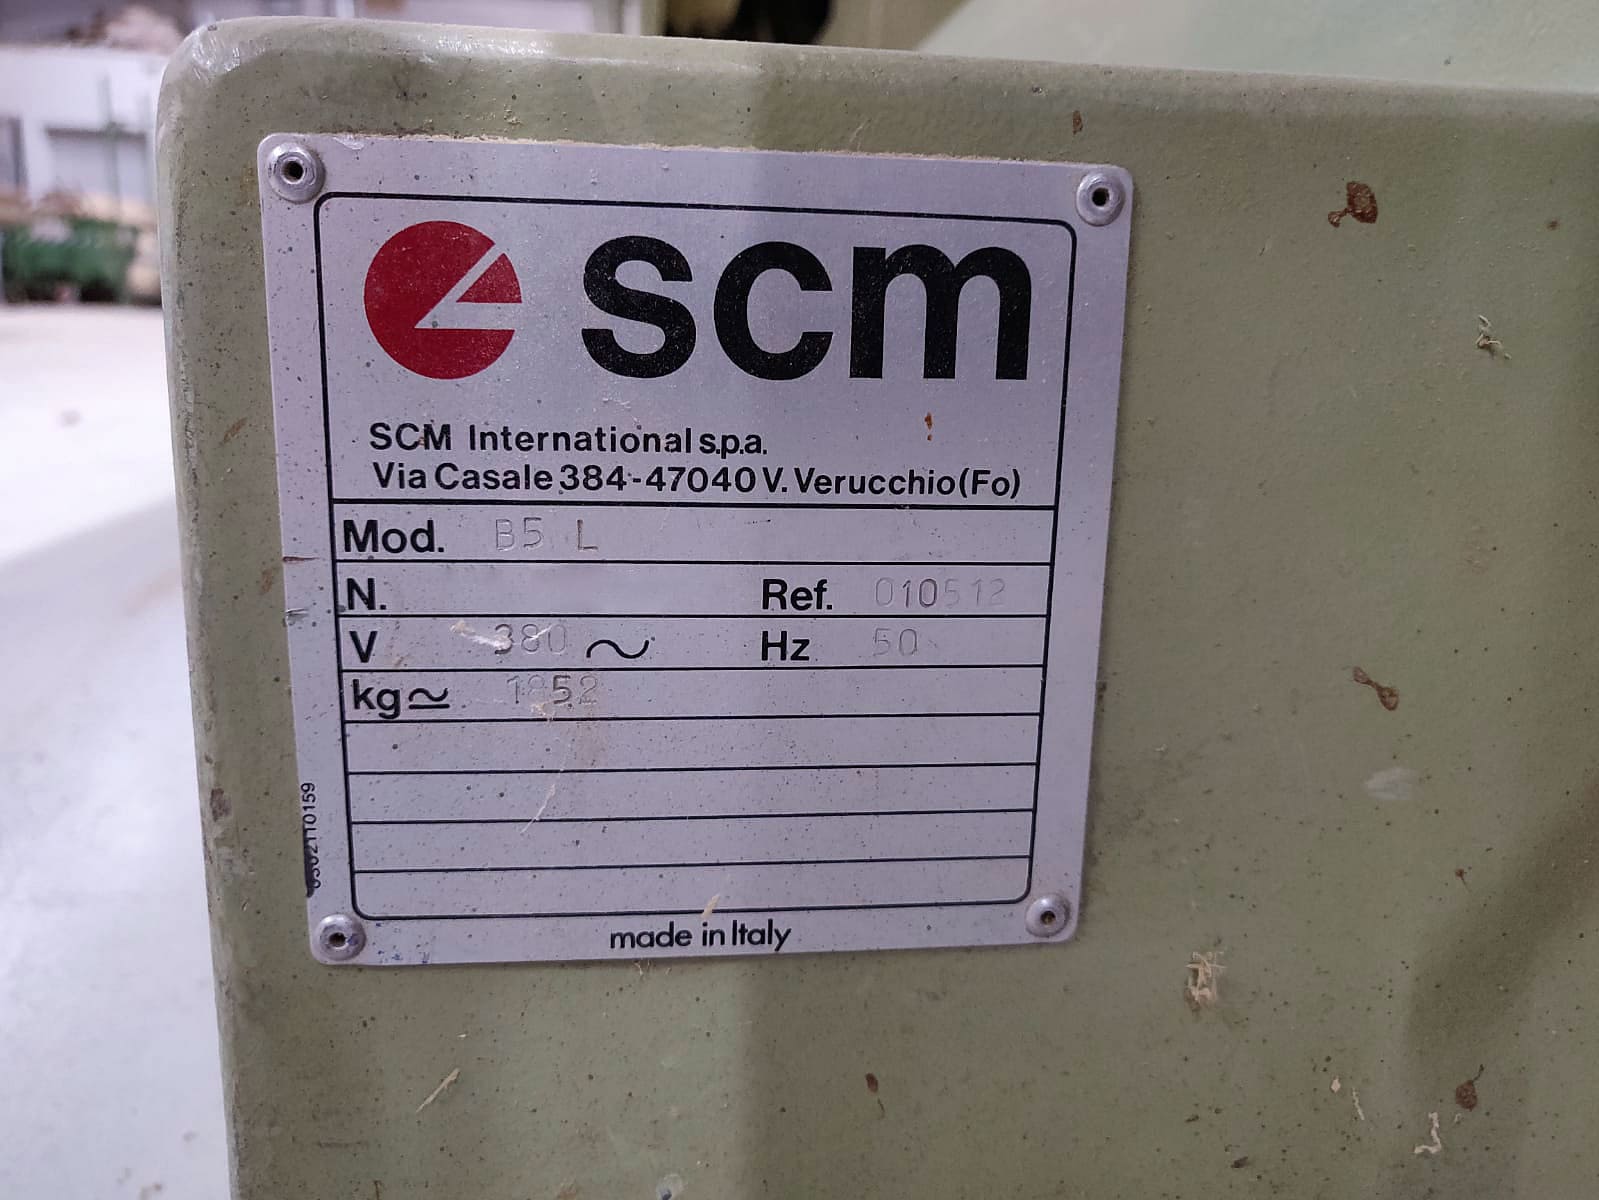 scm
SCM International s.p.a.
Via Casale 384-47040 V. Verucchio (Fo)
Mod. B5 L
N. Ref. 010512
V 380 ~ Hz 50
kg ≃
made in Italy